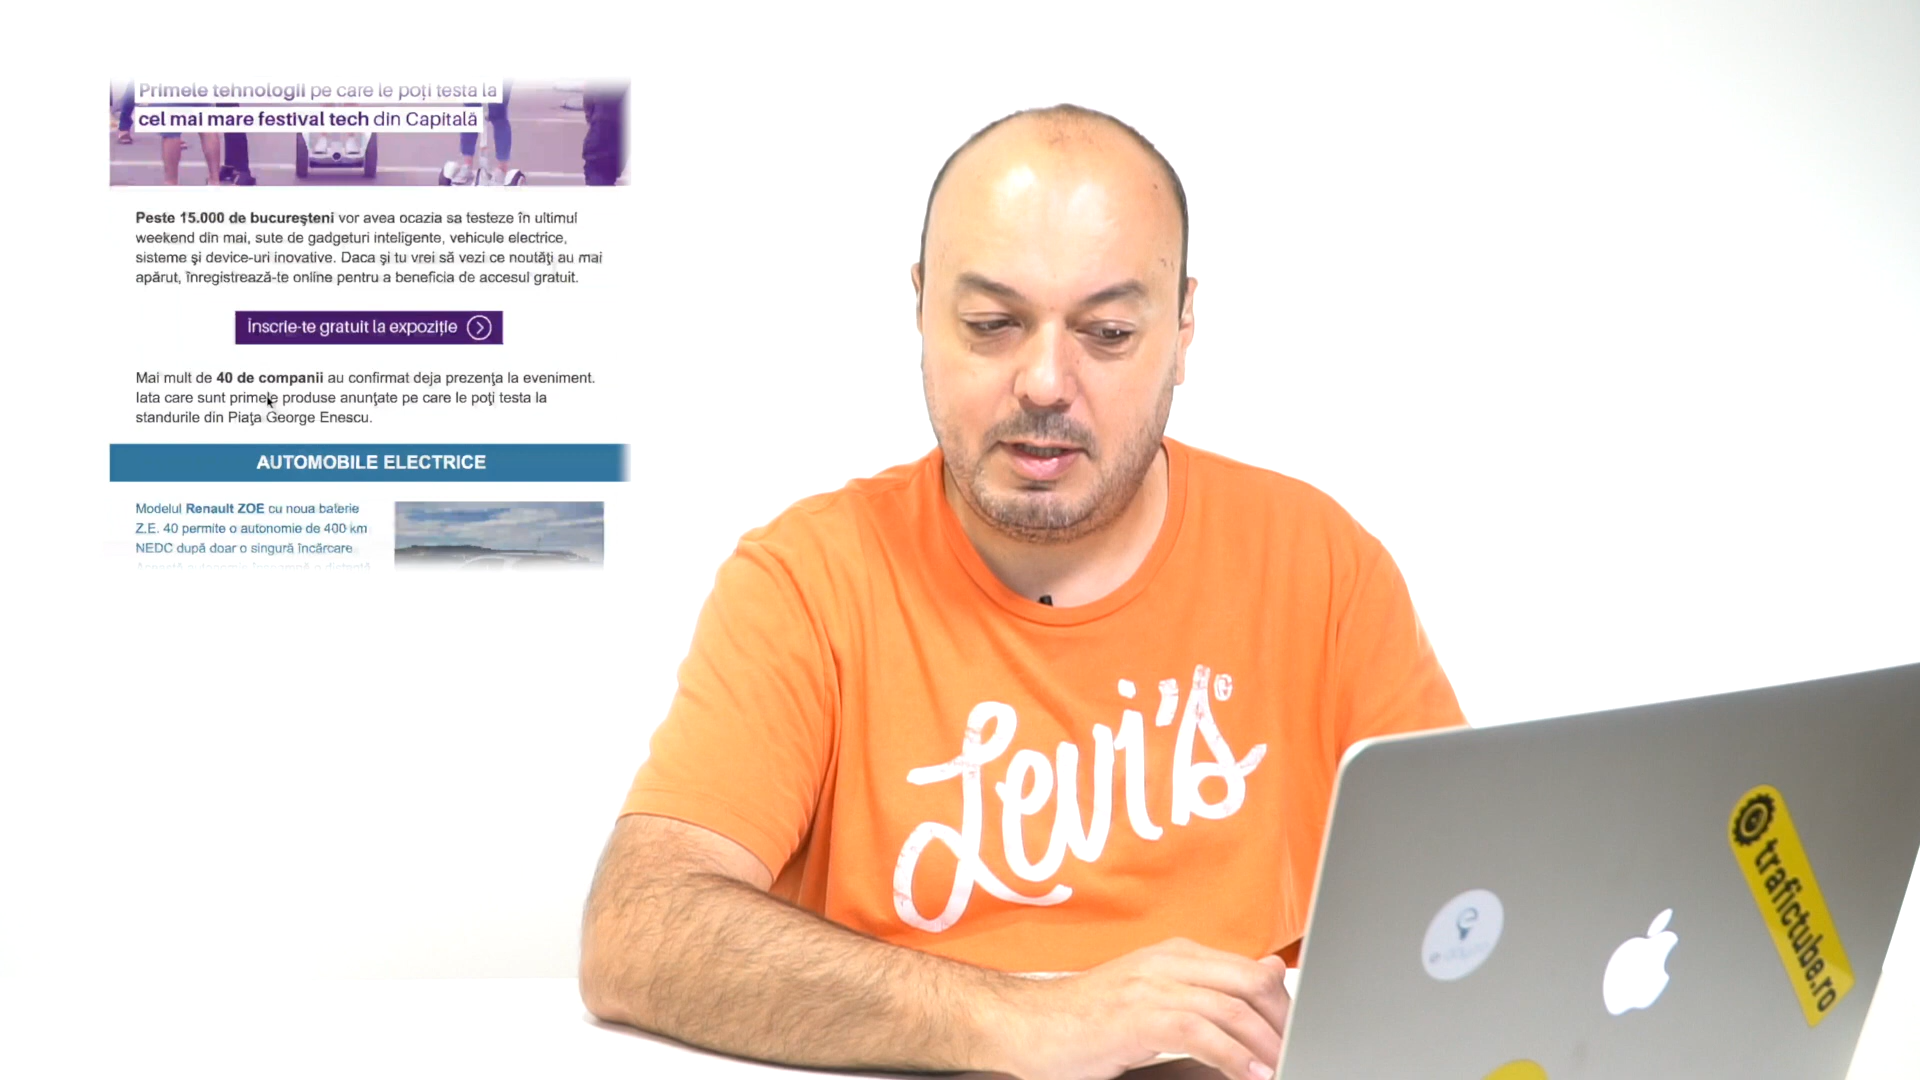 Primele tehnologii pe care le poți testa la
cel mai mare festival tech din Capitală
Peste 15.000 de bucureşteni vor avea ocazia sa testeze în ultimul
weekend din mai, sute de gadgeturi inteligente, vehicule electrice,
sisteme şi device-uri inovative. Daca şi tu vrei să vezi ce noutăţi au mai
apărut, înregistrează-te online pentru a beneficia de accesul gratuit.
Înscrie-te gratuit la expoziție
Mai mult de 40 de companii au confirmat deja prezenţa la eveniment.
Iata care sunt primele produse anunţate pe care le poţi testa la
standurile din Piaţa George Enescu.
AUTOMOBILE ELECTRICE
Modelul Renault ZOE cu noua baterie
Z.E. 40 permite o autonomie de 400 km
NEDC după doar o singură încărcare
Levi's
trafictube.ro